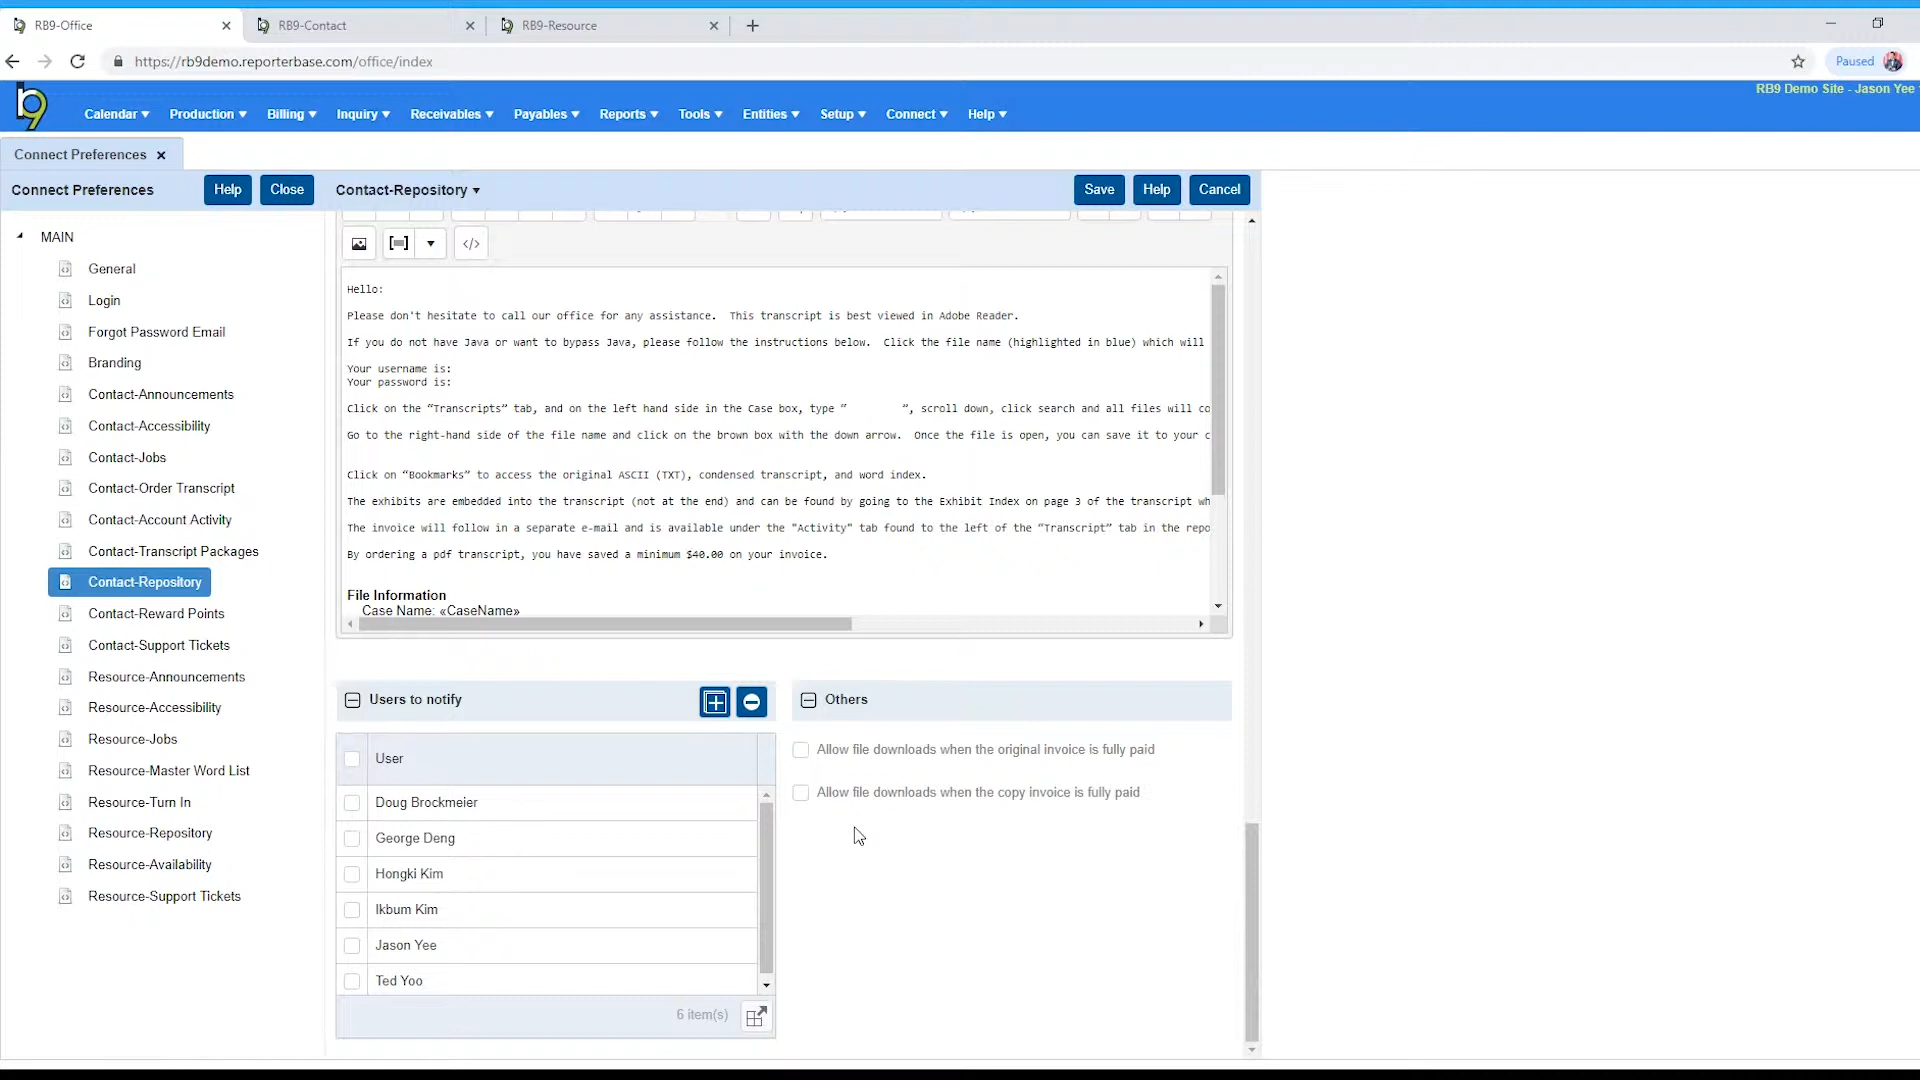 RB9-Office
RB9-Contact
RB9-Resource
https://rb9demo.reporterbase.com/office/index
Paused
RB9 Demo Site - Jason Yee
b9
Calendar
Production
Billing
Inquiry
Receivables
Payables
Reports
Tools
Entities
Setup
Connect
Help
Connect Preferences
Connect Preferences
Help
Close
Contact-Repository
Save
Help
Cancel
MAIN
General
Login
Forgot Password Email
Branding
Contact-Announcements
Contact-Accessibility
Contact-Jobs
Contact-Order Transcript
Contact-Account Activity
Contact-Transcript Packages
Contact-Repository
Contact-Reward Points
Contact-Support Tickets
Resource-Announcements
Resource-Accessibility
Resource-Jobs
Resource-Master Word List
Resource-Turn In
Resource-Repository
Resource-Availability
Resource-Support Tickets
Hello:
Please don't hesitate to call our office for any assistance. This transcript is best viewed in Adobe Reader.
If you do not have Java or want to bypass Java, please follow the instructions below. Click the file name (highlighted in blue) which will
Your username is:
Your password is:
Click on the “Transcripts” tab, and on the left hand side in the Case box, type “ ”, scroll down, click search and all files will co
Go to the right-hand side of the file name and click on the brown box with the down arrow. Once the file is open, you can save it to your c
Click on “Bookmarks” to access the original ASCII (TXT), condensed transcript, and word index.
The exhibits are embedded into the transcript (not at the end) and can be found by going to the Exhibit Index on page 3 of the transcript wh
The invoice will follow in a separate e-mail and is available under the "Activity" tab found to the left of the “Transcript” tab in the repo
By ordering a pdf transcript, you have saved a minimum $40.00 on your invoice.
File Information
Case Name: «CaseName»
Users to notify
User
Doug Brockmeier
George Deng
Hongki Kim
Ikbum Kim
Jason Yee
Ted Yoo
6 item(s)
Others
Allow file downloads when the original invoice is fully paid
Allow file downloads when the copy invoice is fully paid